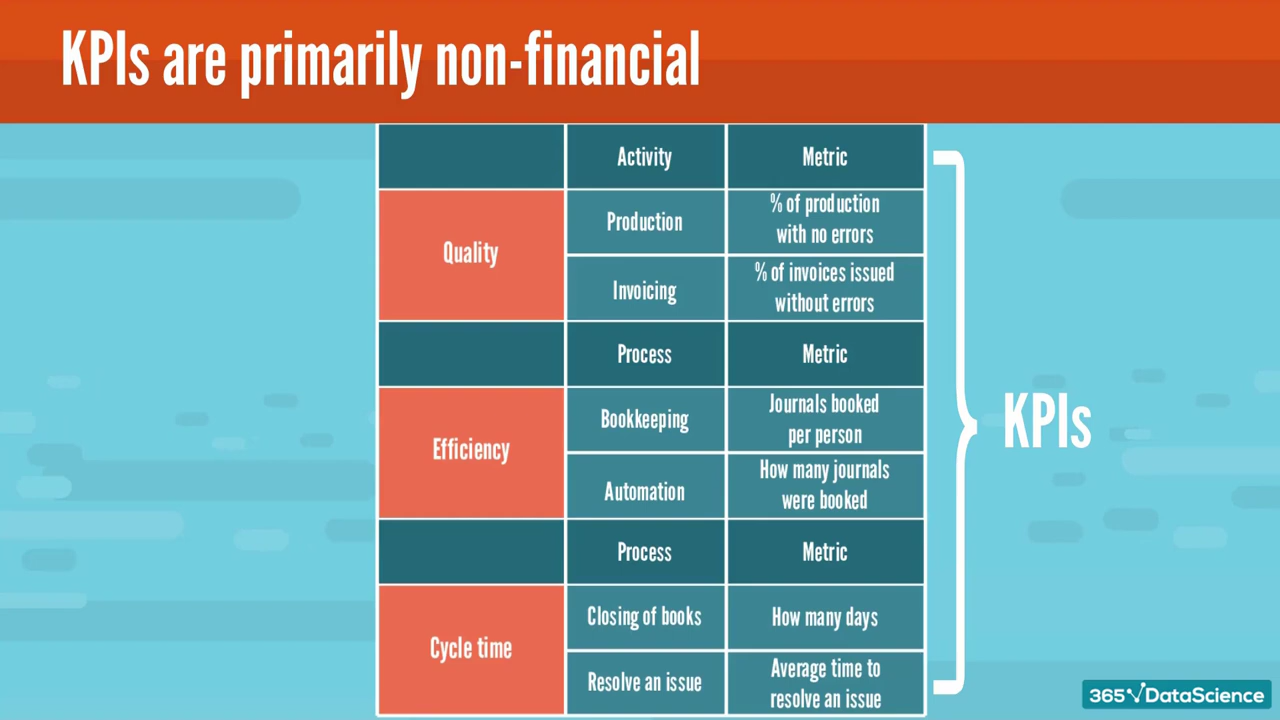 KPIs are primarily non-financial
Activity
Metric
Quality
Production
% of production
with no errors
Invoicing
% of invoices issued
without errors
Process
Metric
Efficiency
Bookkeeping
Journals booked
per person
Automation
How many journals
were booked
Process
Metric
Cycle time
Closing of books
How many days
Resolve an issue
Average time to
resolve an issue
KPIs
365 DataScience